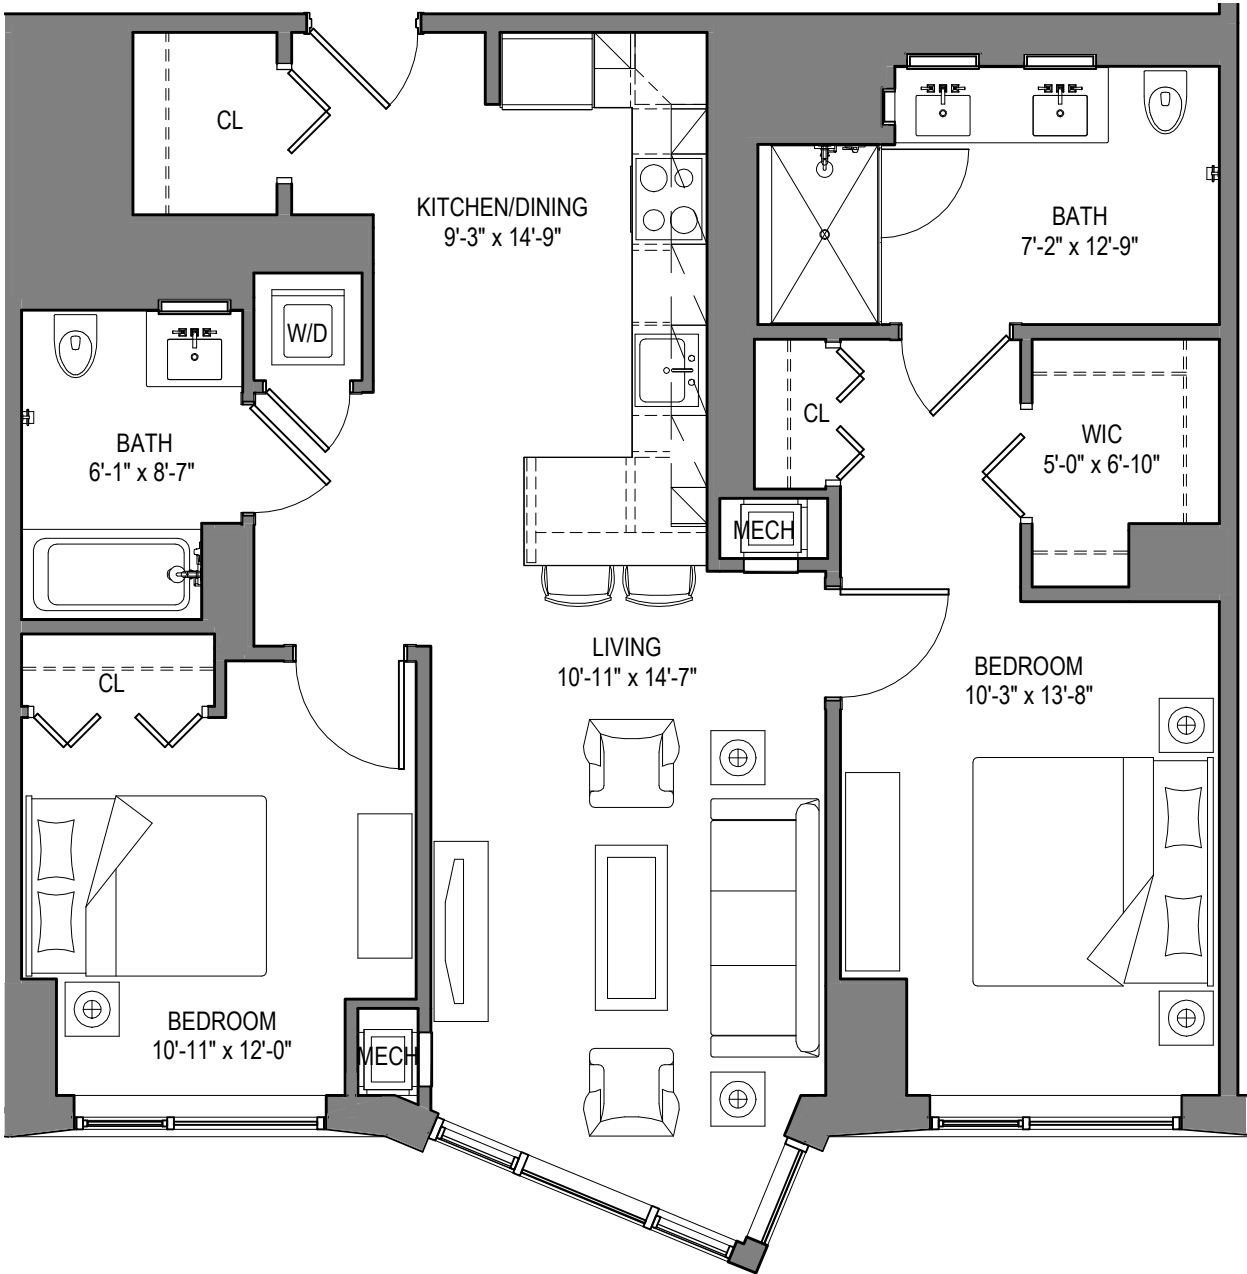 CL
KITCHEN/DINING
9'-3" x 14'-9"
BATH
7'-2" x 12'-9"
W/D
BATH
6'-1" x 8'-7"
CL
WIC
5'-0" x 6'-10"
MECH
LIVING
10'-11" x 14'-7"
BEDROOM
10'-3" x 13'-8"
CL
BEDROOM
10'-11" x 12'-0"
MECH